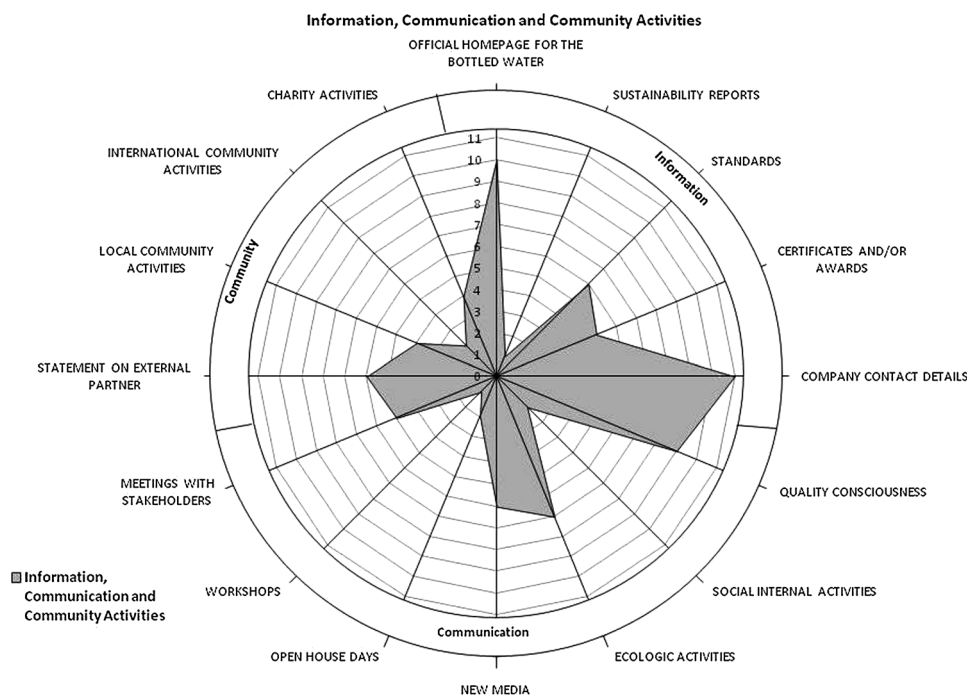 Information, Communication and Community Activities
OFFICIAL HOMEPAGE FOR THE
BOTTLED WATER
SUSTAINABILITY REPORTS
STANDARDS
CERTIFICATES AND/OR
AWARDS
COMPANY CONTACT DETAILS
QUALITY CONSCIOUSNESS
SOCIAL INTERNAL ACTIVITIES
ECOLOGIC ACTIVITIES
NEW MEDIA
OPEN HOUSE DAYS
WORKSHOPS
MEETINGS WITH
STAKEHOLDERS
STATEMENT ON EXTERNAL
PARTNER
LOCAL COMMUNITY
ACTIVITIES
INTERNATIONAL COMMUNITY
ACTIVITIES
CHARITY ACTIVITIES
Information
Communication
Community
11
10
9
8
7
6
5
4
3
2
1
0
Information,
Communication and
Community Activities